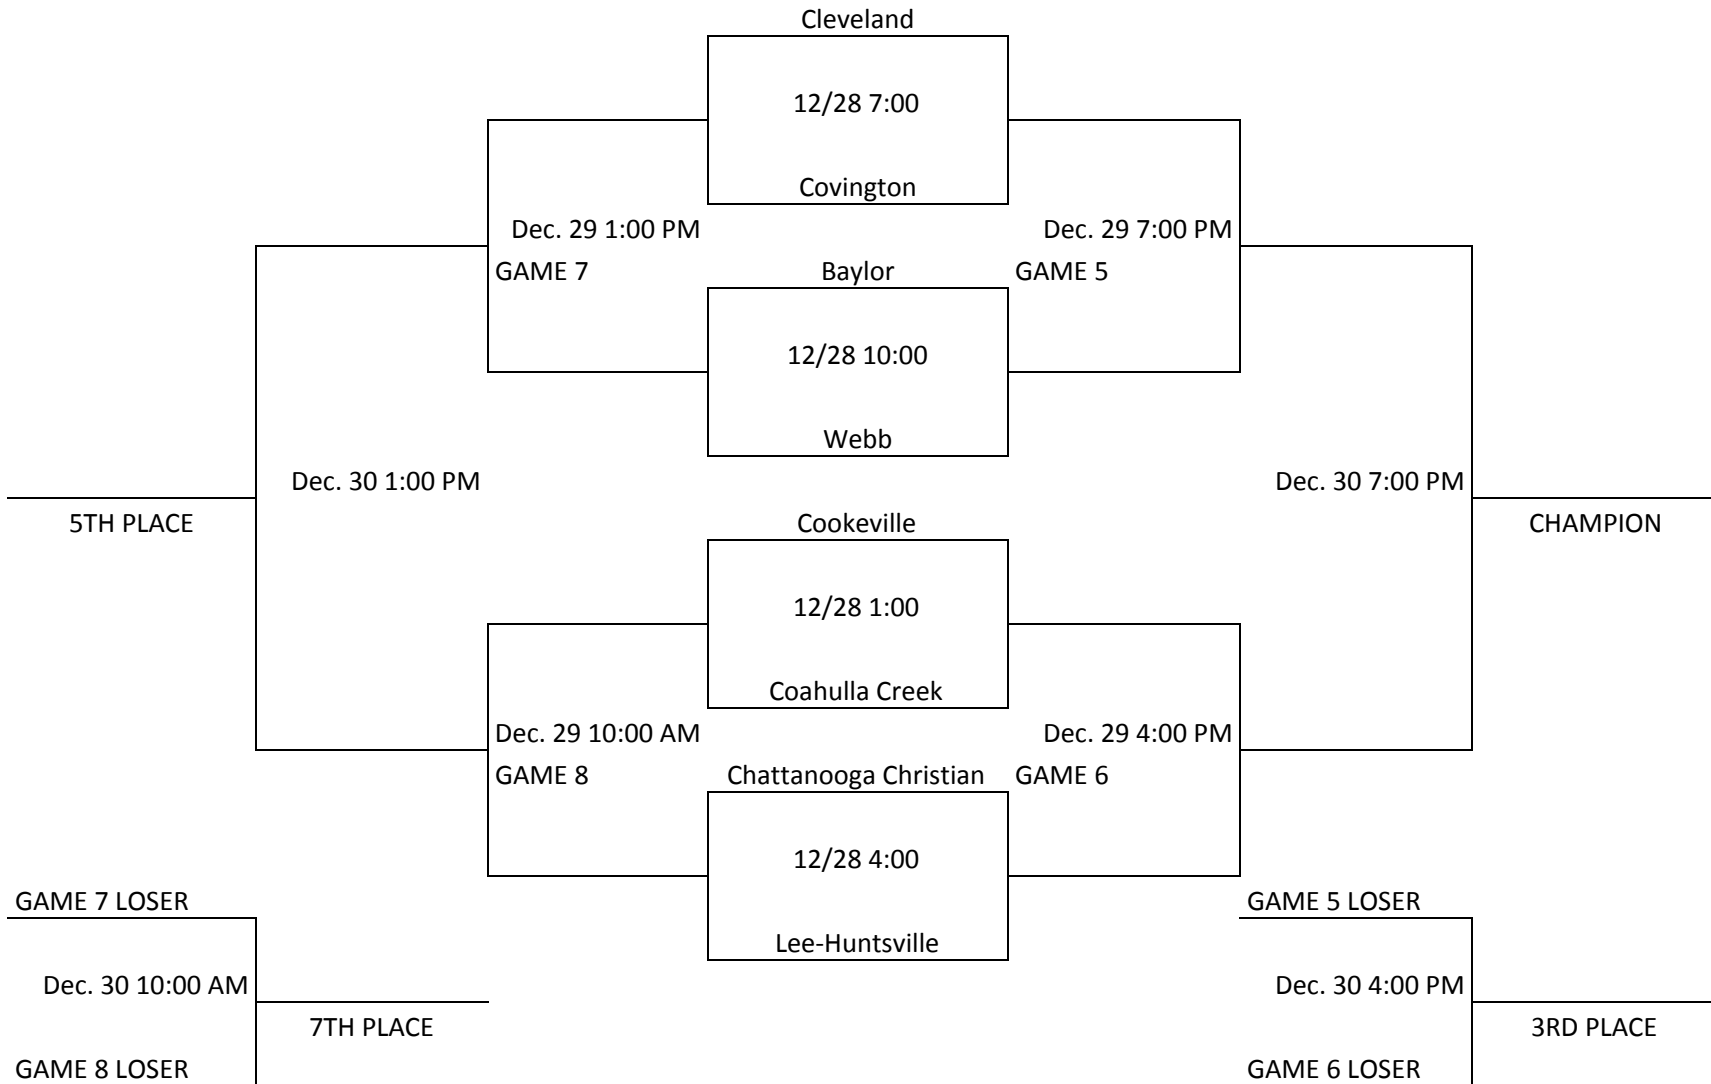 Cleveland
12/28 7:00
Covington
Dec. 29 1:00 PM
Dec. 29 7:00 PM
GAME 7
Baylor
GAME 5
12/28 10:00
Webb
Dec. 30 1:00 PM
Dec. 30 7:00 PM
5TH PLACE
Cookeville
CHAMPION
12/28 1:00
Coahulla Creek
Dec. 29 10:00 AM
Dec. 29 4:00 PM
GAME 8
Chattanooga Christian
GAME 6
12/28 4:00
GAME 7 LOSER
GAME 5 LOSER
Lee-Huntsville
Dec. 30 10:00 AM
Dec. 30 4:00 PM
7TH PLACE
3RD PLACE
GAME 8 LOSER
GAME 6 LOSER